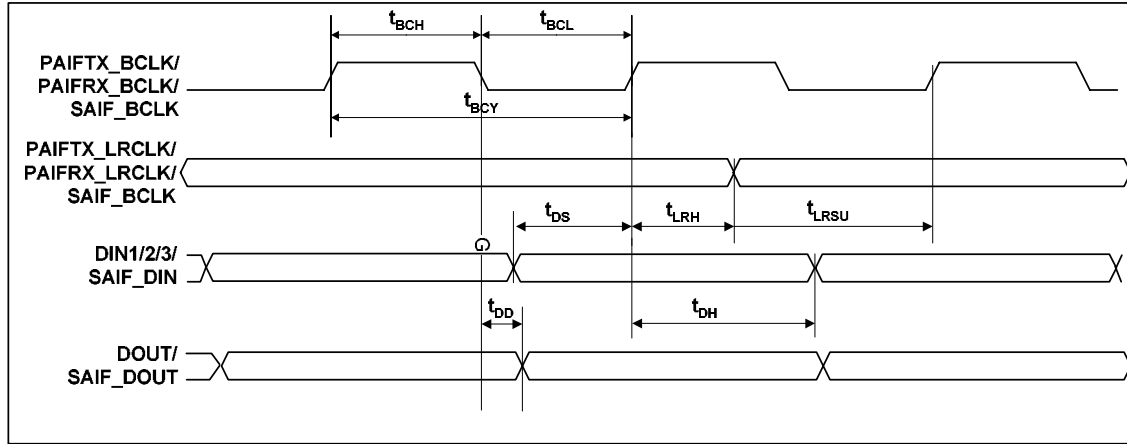 tBCH
tBCL
PAIFTX_BCLK/
PAIFRX_BCLK/
SAIF_BCLK
tBCY
PAIFTX_LRCLK/
PAIFRX_LRCLK/
SAIF_BCLK
tDS
tLRH
tLRSU
G
DIN1/2/3/
SAIF_DIN
tDD
tDH
DOUT/
SAIF_DOUT